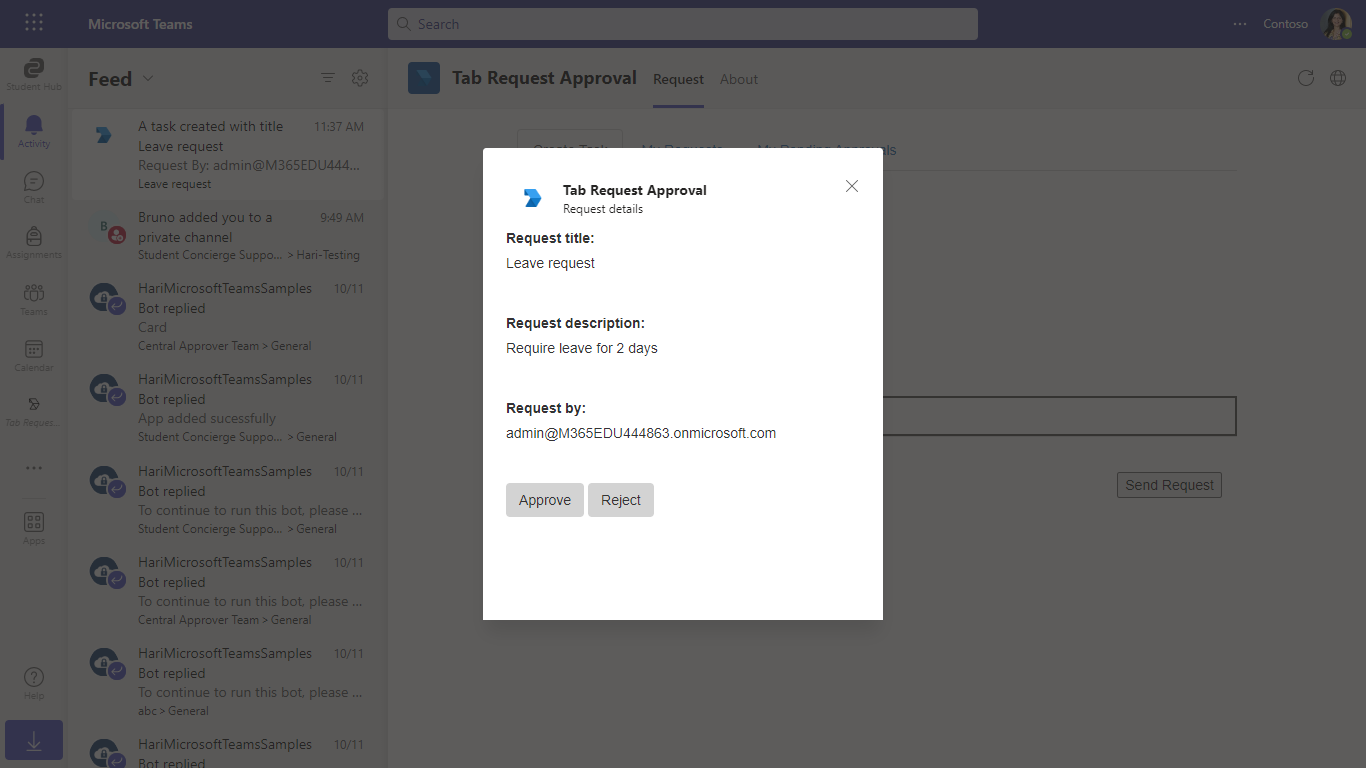 Microsoft Teams
Search
Contoso
Student Hub
Activity
Chat
Assignments
Teams
Calendar
Tab Reques...
Apps
Help
Feed
A task created with title 11:37 AM
Leave request
Request By: admin@M365EDU444...
Leave request
B
Bruno added you to a 9:49 AM
private channel
Student Concierge Suppo... > Hari-Testing
HariMicrosoftTeamsSamples 10/11
Bot replied
Card
Central Approver Team > General
HariMicrosoftTeamsSamples 10/11
Bot replied
App added sucessfully
Student Concierge Suppo... > General
HariMicrosoftTeamsSamples 10/11
Bot replied
To continue to run this bot, please ...
Student Concierge Suppo... > General
HariMicrosoftTeamsSamples 10/11
Bot replied
To continue to run this bot, please ...
Central Approver Team > General
HariMicrosoftTeamsSamples 10/11
Bot replied
To continue to run this bot, please ...
abc > General
HariMicrosoftTeamsSamples 10/11
Bot replied
Tab Request Approval Request About
Create Task My Requests My Pending Approvals
Tab Request Approval
Request details
Request title:
Leave request
Request description:
Require leave for 2 days
Request by:
admin@M365EDU444863.onmicrosoft.com
Approve Reject
Send Request